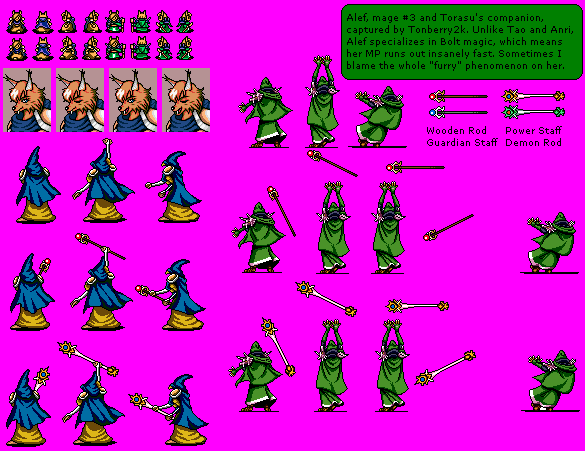 Alef, mage #3 and Torasu's companion,
captured by Tonberry2k. Unlike Tao and Anri,
Alef specializes in Bolt magic, which means
her MP runs out insanely fast. Sometimes I
blame the whole "furry" phenomenon on her.
Wooden Rod Power Staff
Guardian Staff Demon Rod